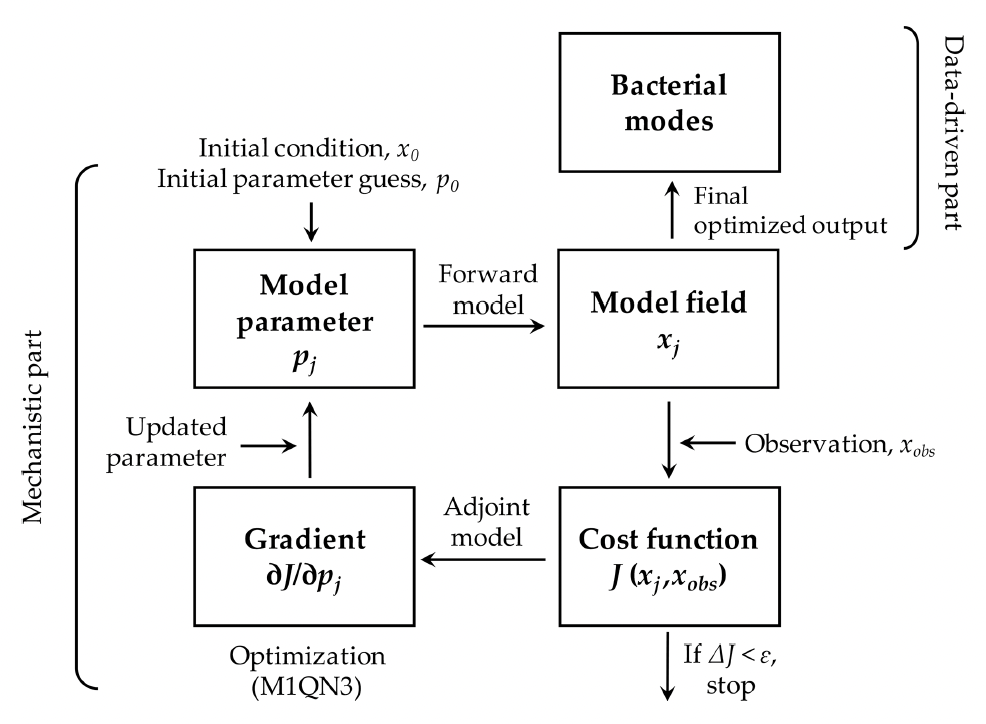 Bacterial
modes
Data-driven part
Initial condition, x₀
Initial parameter guess, p₀
Final
optimized output
Model
parameter
pⱼ
Forward
model
Model field
xⱼ
Mechanistic part
Updated
parameter
Observation, xobs
Gradient
∂J/∂pⱼ
Adjoint
model
Cost function
J (xⱼ,xobs)
Optimization
(M1QN3)
If ΔJ < ε,
stop